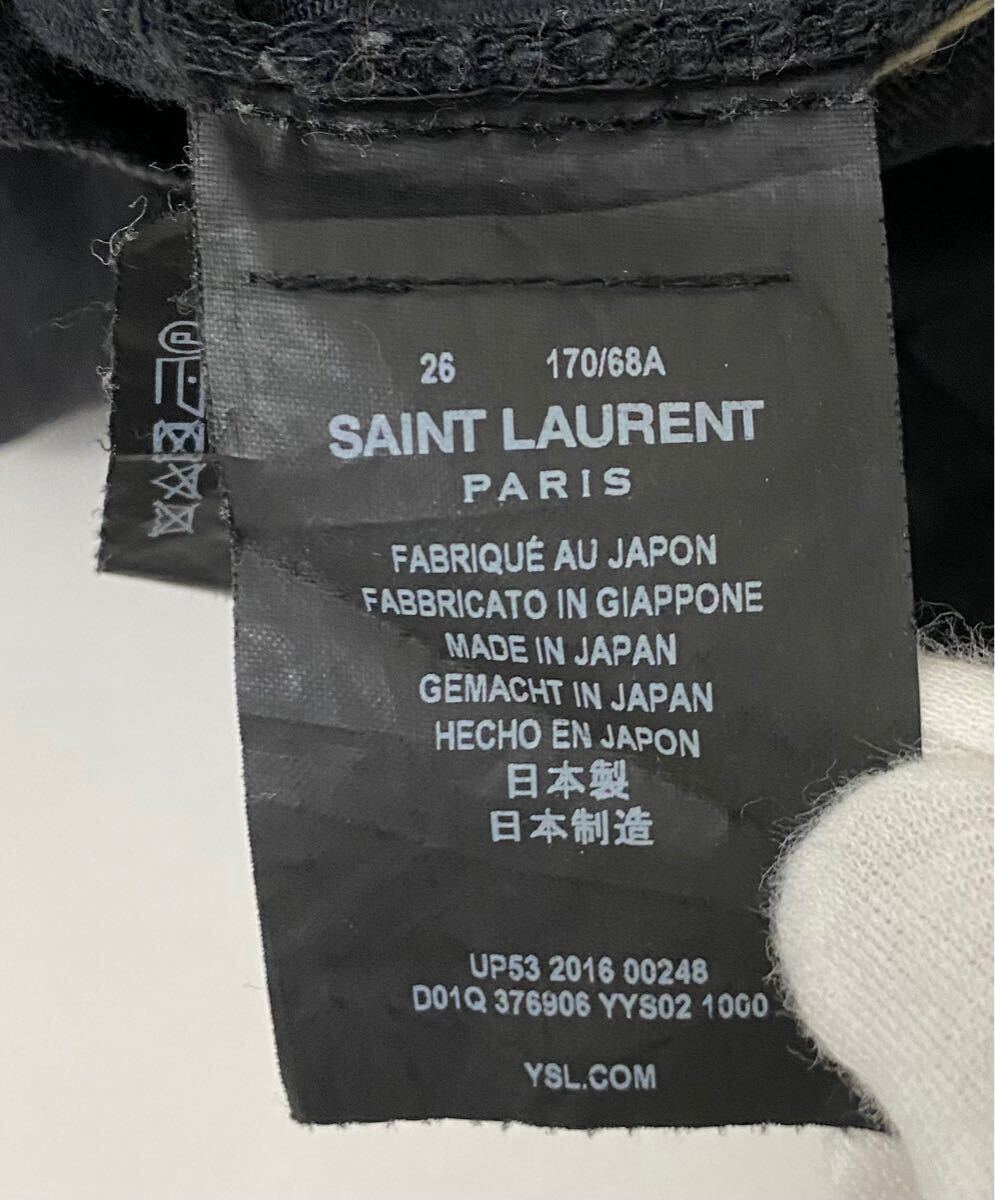 26 170/68A
SAINT LAURENT
PARIS
FABRIQUÉ AU JAPON
FABBRICATO IN GIAPPONE
MADE IN JAPAN
GEMACHT IN JAPAN
HECHO EN JAPON
日本製
日本制造
UP53 2016 00248
D01Q 376906 YYS02 1000
YSL.COM
P